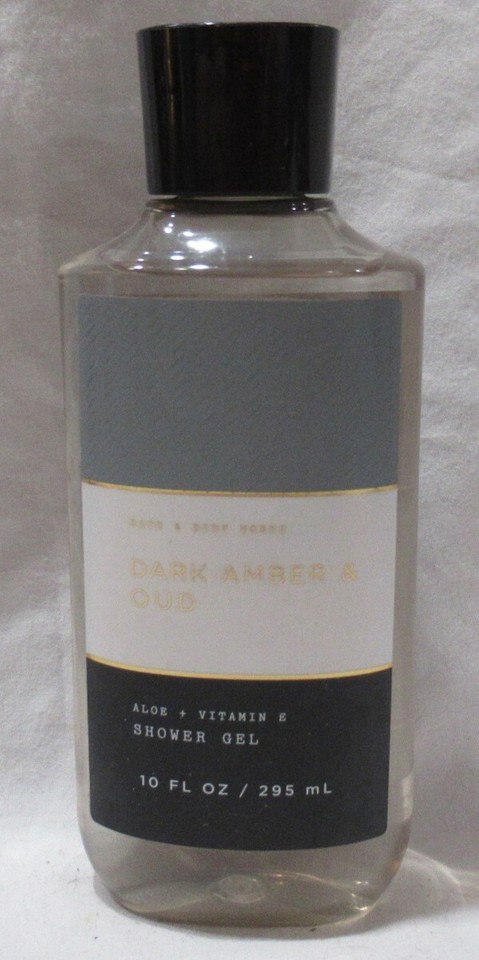 BATH & BODY WORKS
DARK AMBER &
OUD
ALOE + VITAMIN E
SHOWER GEL
10 FL OZ / 295 mL